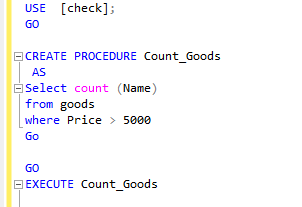 USE [check];
GO
CREATE PROCEDURE Count_Goods
AS
Select count (Name)
from goods
where Price > 5000
Go
GO
EXECUTE Count_Goods